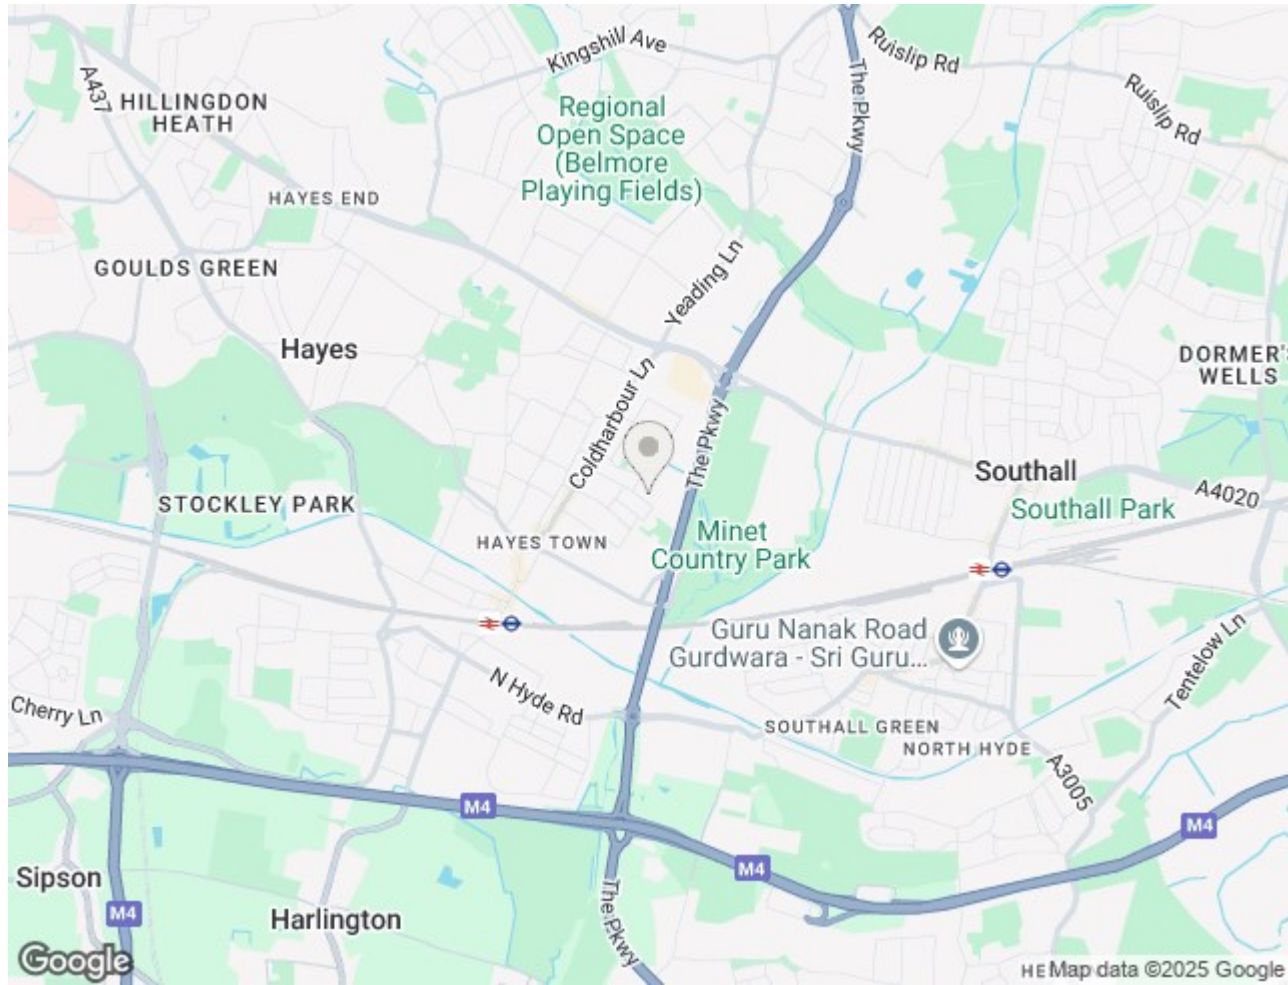 Kingshill Ave
Ruislip Rd
The Pkwy
Ruislip Rd
A437
HILLINGDON
HEATH
Regional
Open Space
(Belmore
Playing Fields)
HAYES END
GOULDS GREEN
Yeading Ln
Hayes
Coldharbour Ln
DORMER'S
WELLS
The Pkwy
Southall
A4020
Southall Park
STOCKLEY PARK
HAYES TOWN
Minet
Country Park
Guru Nanak Road
Gurdwara - Sri Guru...
Tentelow Ln
N Hyde Rd
Cherry Ln
SOUTHALL GREEN
NORTH HYDE
A3005
M4
M4
M4
Sipson
M4
Harlington
The Pkwy
Google
HE
Map data ©2025 Google